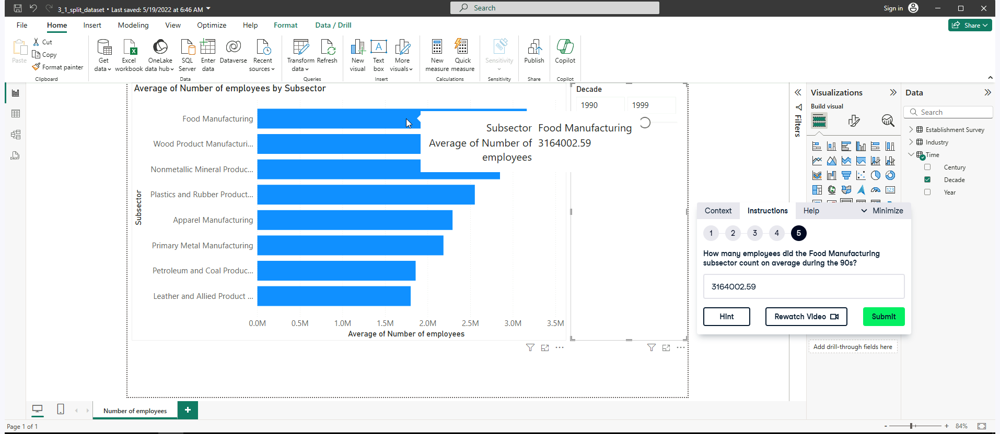 3_1_split_dataset • Last saved: 5/19/2022 at 6:46 AM
Search
Sign in
File
Home
Insert
Modeling
View
Optimize
Help
Format
Data / Drill
Share
Paste
Cut
Copy
Format painter
Clipboard
Get data
Excel workbook
OneLake data hub
SQL Server
Enter data
Dataverse
Recent sources
Data
Transform data
Refresh
Queries
New visual
Text box
More visuals
Insert
New measure
Quick measure
Calculations
Sensitivity
Sensitivity
Publish
Share
Copilot
Copilot
Average of Number of employees by Subsector
Subsector
Food Manufacturing
Wood Product Manufacturi...
Nonmetallic Mineral Produc...
Plastics and Rubber Product...
Apparel Manufacturing
Primary Metal Manufacturing
Petroleum and Coal Produc...
Leather and Allied Product ...
0.0M 0.5M 1.0M 1.5M 2.0M 2.5M 3.0M 3.5M
Average of Number of employees
Subsector Food Manufacturing
Average of Number of 3164002.59
employees
Decade
1990 1999
Filters
Visualizations
Build visual
Data
Search
Establishment Survey
Industry
Time
Century
Decade
Year
123
Context
Instructions
Help
Minimize
1 2 3 4 5
How many employees did the Food Manufacturing
subsector count on average during the 90s?
3164002.59
Hint
Rewatch Video
Submit
Add drill-through fields here
Number of employees
+
Page 1 of 1
- + 84%